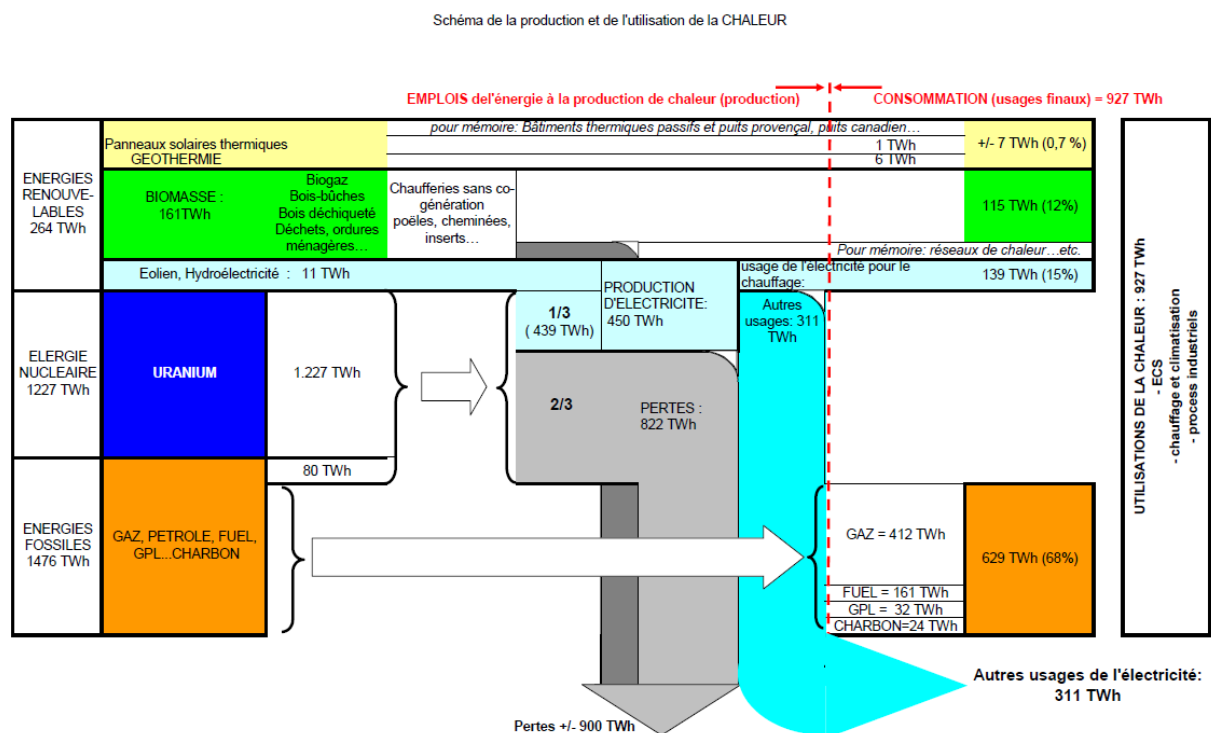 Schéma de la production et de l'utilisation de la CHALEUR
EMPLOIS del'énergie à la production de chaleur (production)
CONSOMMATION (usages finaux) = 927 TWh
ENERGIES
RENOUVE-
LABLES
264 TWh
Panneaux solaires thermiques
GEOTHERMIE
pour mémoire: Bâtiments thermiques passifs et puits provençal, puits canadien…
1 TWh
6 TWh
+/- 7 TWh (0,7 %)
BIOMASSE :
161TWh
Biogaz
Bois-bûches
Bois déchiqueté
Déchets, ordures
ménagères…
Chaufferies sans co-
génération
poëles, cheminées,
inserts…
115 TWh (12%)
Pour mémoire: réseaux de chaleur…etc.
Eolien, Hydroélectricité : 11 TWh
usage de l'électricité pour le
chauffage:
139 TWh (15%)
PRODUCTION
D'ELECTRICITE:
450 TWh
1/3
( 439 TWh)
Autres
usages: 311
TWh
ELERGIE
NUCLEAIRE
1227 TWh
URANIUM
1.227 TWh
2/3
PERTES :
822 TWh
80 TWh
ENERGIES
FOSSILES
1476 TWh
GAZ, PETROLE, FUEL,
GPL...CHARBON
GAZ = 412 TWh
FUEL = 161 TWh
GPL = 32 TWh
CHARBON=24 TWh
629 TWh (68%)
UTILISATIONS DE LA CHALEUR : 927 TWh
- ECS
- chauffage et climatisation
- process industriels
Autres usages de l'électricité:
311 TWh
Pertes +/- 900 TWh